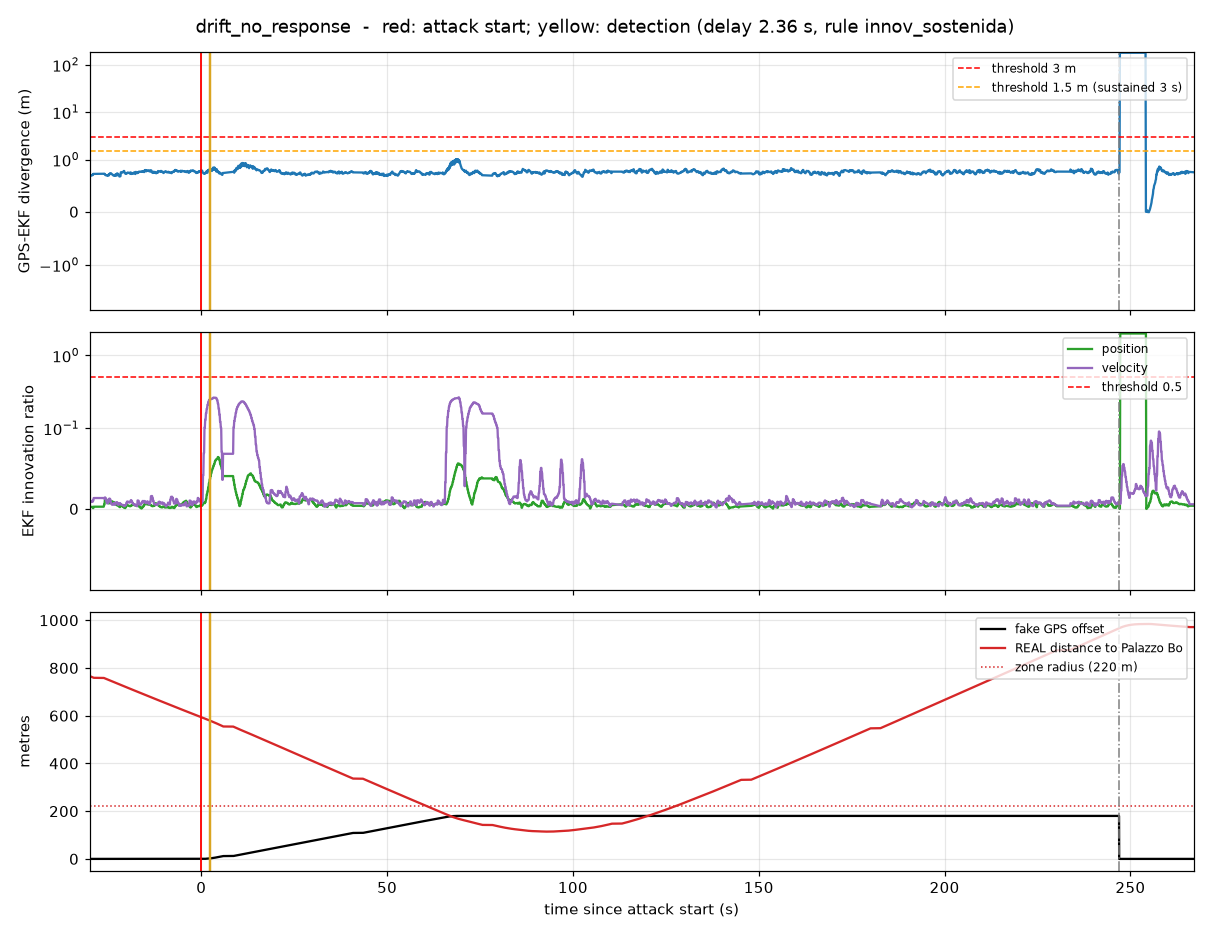 drift_no_response  -  red: attack start; yellow: detection (delay 2.36 s, rule innov_sostenida)
GPS-EKF divergence (m)
10²
10¹
10⁰
0
−10⁰
threshold 3 m
threshold 1.5 m (sustained 3 s)
EKF innovation ratio
10⁰
10⁻¹
0
position
velocity
threshold 0.5
metres
1000
800
600
400
200
0
fake GPS offset
REAL distance to Palazzo Bo
zone radius (220 m)
0
50
100
150
200
250
time since attack start (s)